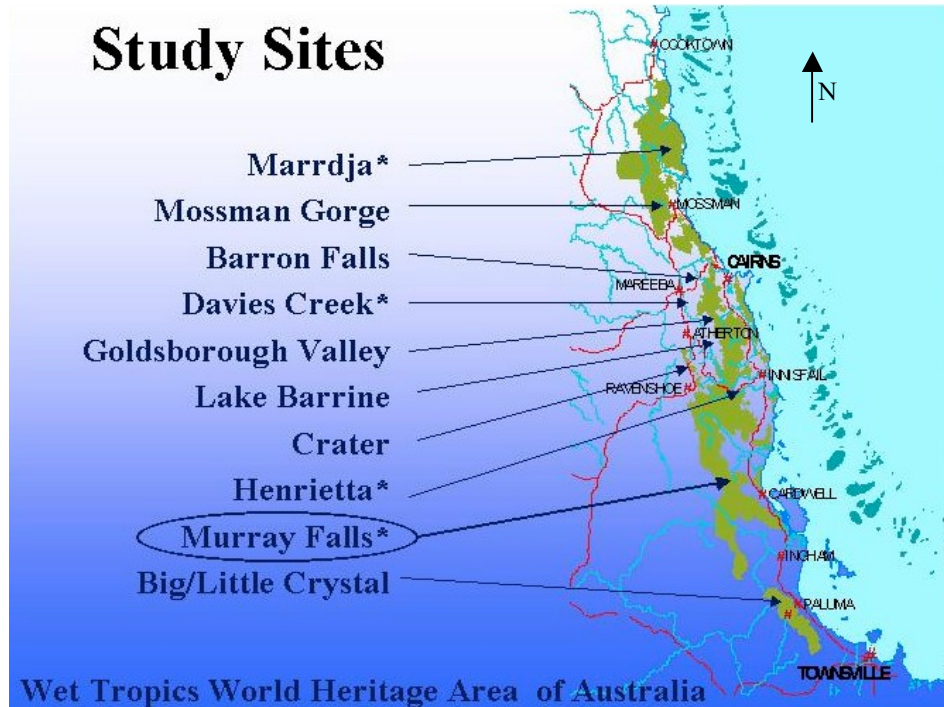 Study Sites
Marrdja*
Mossman Gorge
Barron Falls
Davies Creek*
Goldsborough Valley
Lake Barrine
Crater
Henrietta*
Murray Falls*
Big/Little Crystal
Wet Tropics World Heritage Area of Australia
N
COOKTOWN
MOSSMAN
CAIRNS
MAREEBA
ATHERTON
INNISFAIL
RAVENSHOE
CARDWELL
INGHAM
PALUMA
TOWNSVILLE